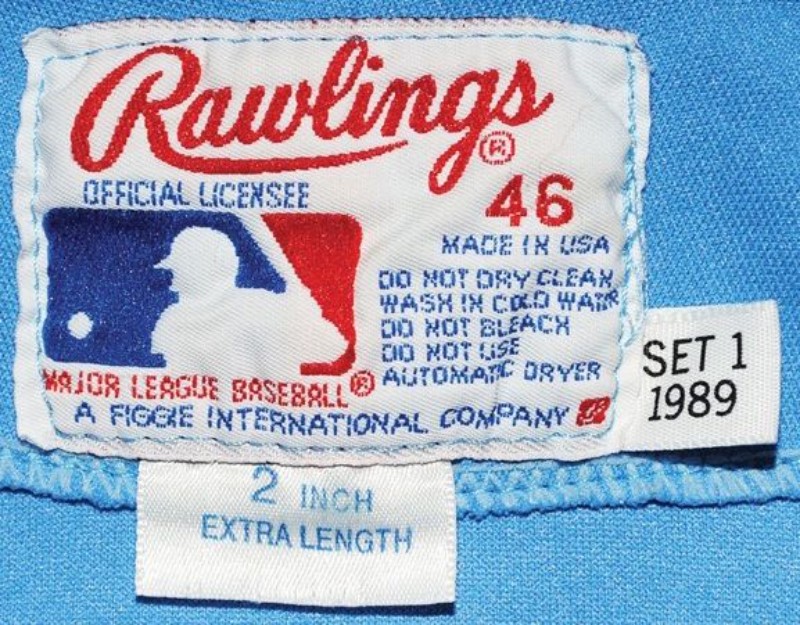 Rawlings®
OFFICIAL LICENSEE
46
MADE IN USA
DO NOT DRY CLEAN
WASH IN COLD WATER
DO NOT BLEACH
DO NOT USE
AUTOMATIC DRYER
MAJOR LEAGUE BASEBALL®
A FIGGIE INTERNATIONAL COMPANY
SET 1
1989
2 INCH
EXTRA LENGTH